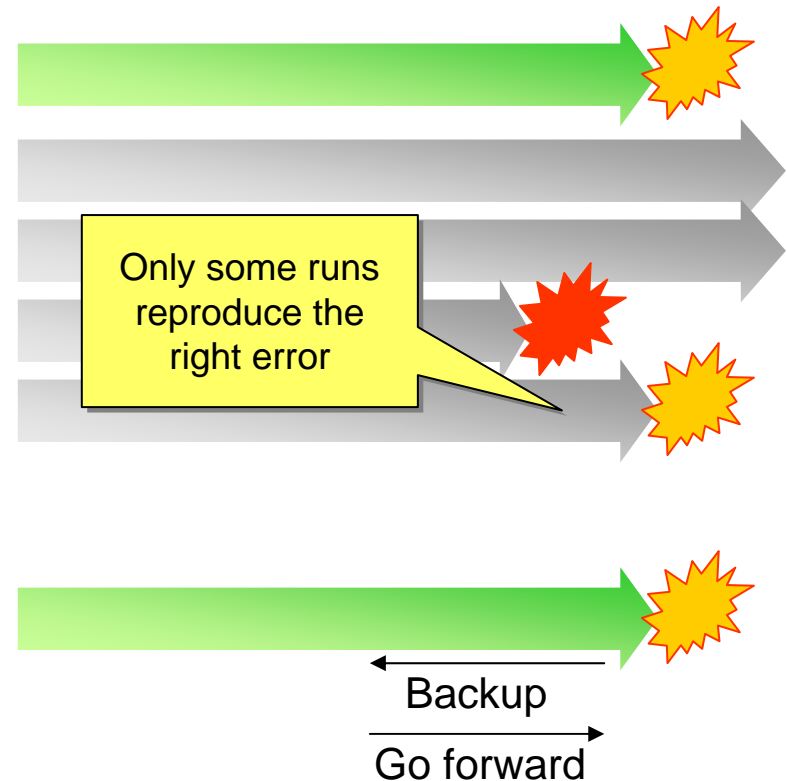 Only some runs
reproduce the
right error
Backup
Go forward